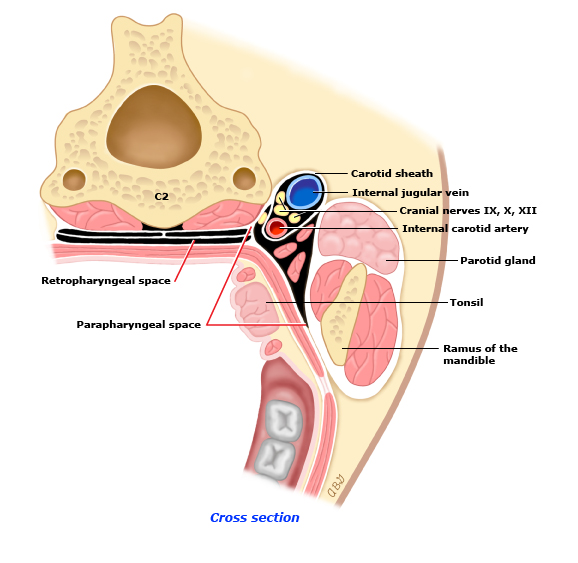 Carotid sheath
C2
Internal jugular vein
Cranial nerves IX, X, XII
Internal carotid artery
Parotid gland
Retropharyngeal space
Tonsil
Parapharyngeal space
Ramus of the
mandible
Cross section